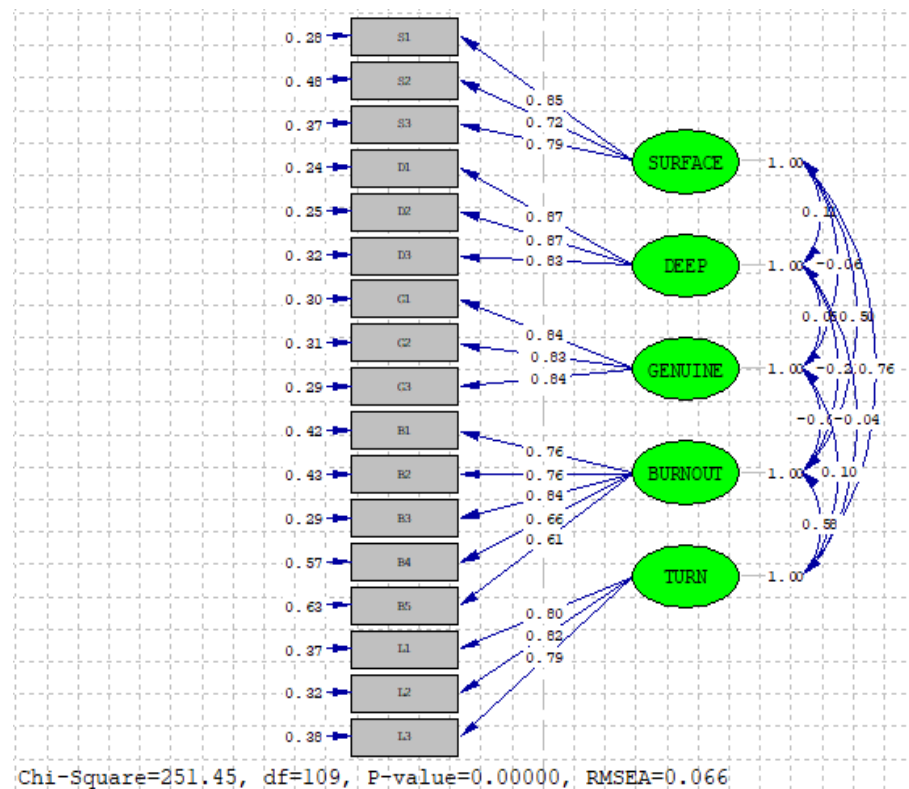 0.28 S1
0.48 S2
0.85
0.37 S3
0.72
0.79
SURFACE 1.00
0.24 D1
0.25 D2
0.87
0.87
0.32 D3
0.83
DEEP 1.00 -0.06
0.30 G1
0.31 G2
0.84
0.50
0.83
0.29 G3
0.84
GENUINE 1.00 0.76
0.42 B1
-0.04
0.76
0.43 B2
0.76
BURNOUT 1.00 0.10
0.29 B3
0.84
0.66
0.58
0.61
0.57 B4
TURN 1.00
0.63 B5
0.80
0.37 L1
0.82
0.79
0.32 L2
0.38 L3
Chi-Square=251.45, df=109, P-value=0.00000, RMSEA=0.066